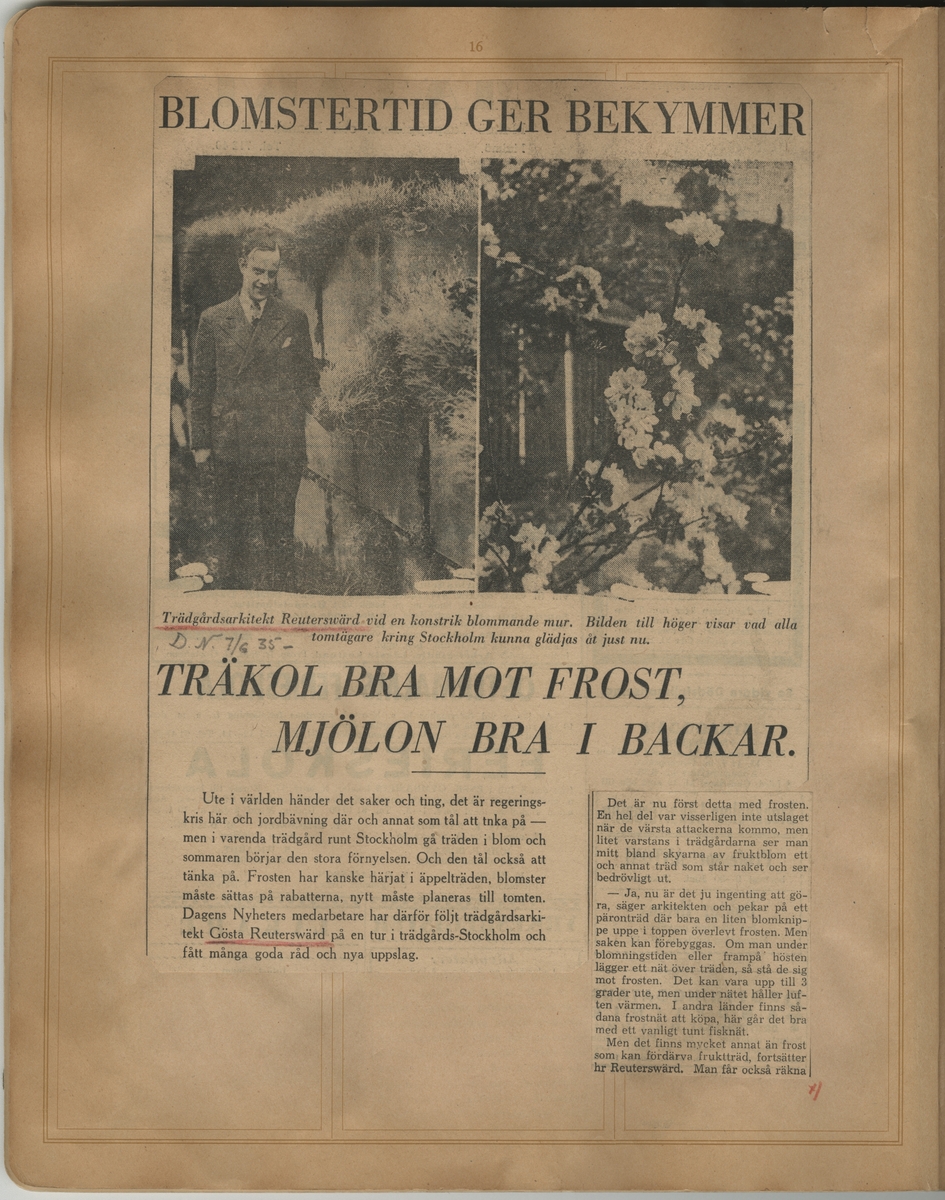 16
BLOMSTERTID GER BEKYMMER
Trädgårdsarkitekt Reuterswärd vid en konstrik blommande mur. Bilden till höger visar vad alla
tomtägare kring Stockholm kunna glädjas åt just nu.
D.N. 7/6 35 –
TRÄKOL BRA MOT FROST,
MJÖLON BRA I BACKAR.
Ute i världen händer det saker och ting, det är regerings-
kris här och jordbävning där och annat som tål att tnka på —
men i varenda trädgård runt Stockholm gå träden i blom och
sommaren börjar den stora förnyelsen. Och den tål också att
tänka på. Frosten har kanske härjat i äppelträden, blomster
måste sättas på rabatterna, nytt måste planeras till tomten.
Dagens Nyheters medarbetare har därför följt trädgårdsarki-
tekt Gösta Reuterswärd på en tur i trädgårds-Stockholm och
fått många goda råd och nya uppslag.
Det är nu först detta med frosten.
En hel del var visserligen inte utslaget
när de värsta attackerna kommo, men
litet varstans i trädgårdarna ser man
mitt bland skyarna av fruktblom ett
och annat träd som står naket och ser
bedrövligt ut.
— Ja, nu är det ju ingenting att gö-
ra, säger arkitekten och pekar på ett
päronträd där bara en liten blomknip-
pe uppe i toppen överlevt frosten. Men
saken kan förebyggas. Om man under
blomningstiden eller frampå hösten
lägger ett nät över träden, så stå de sig
mot frosten. Det kan vara upp till 3
grader ute, men under nätet håller luf-
ten värmen. I andra länder finns så-
dana frostnät att köpa, här går det bra
med ett vanligt tunt fisknät.
Men det finns mycket annat än frost
som kan fördärva fruktträd, fortsätter
hr Reuterswärd. Man får också räkna